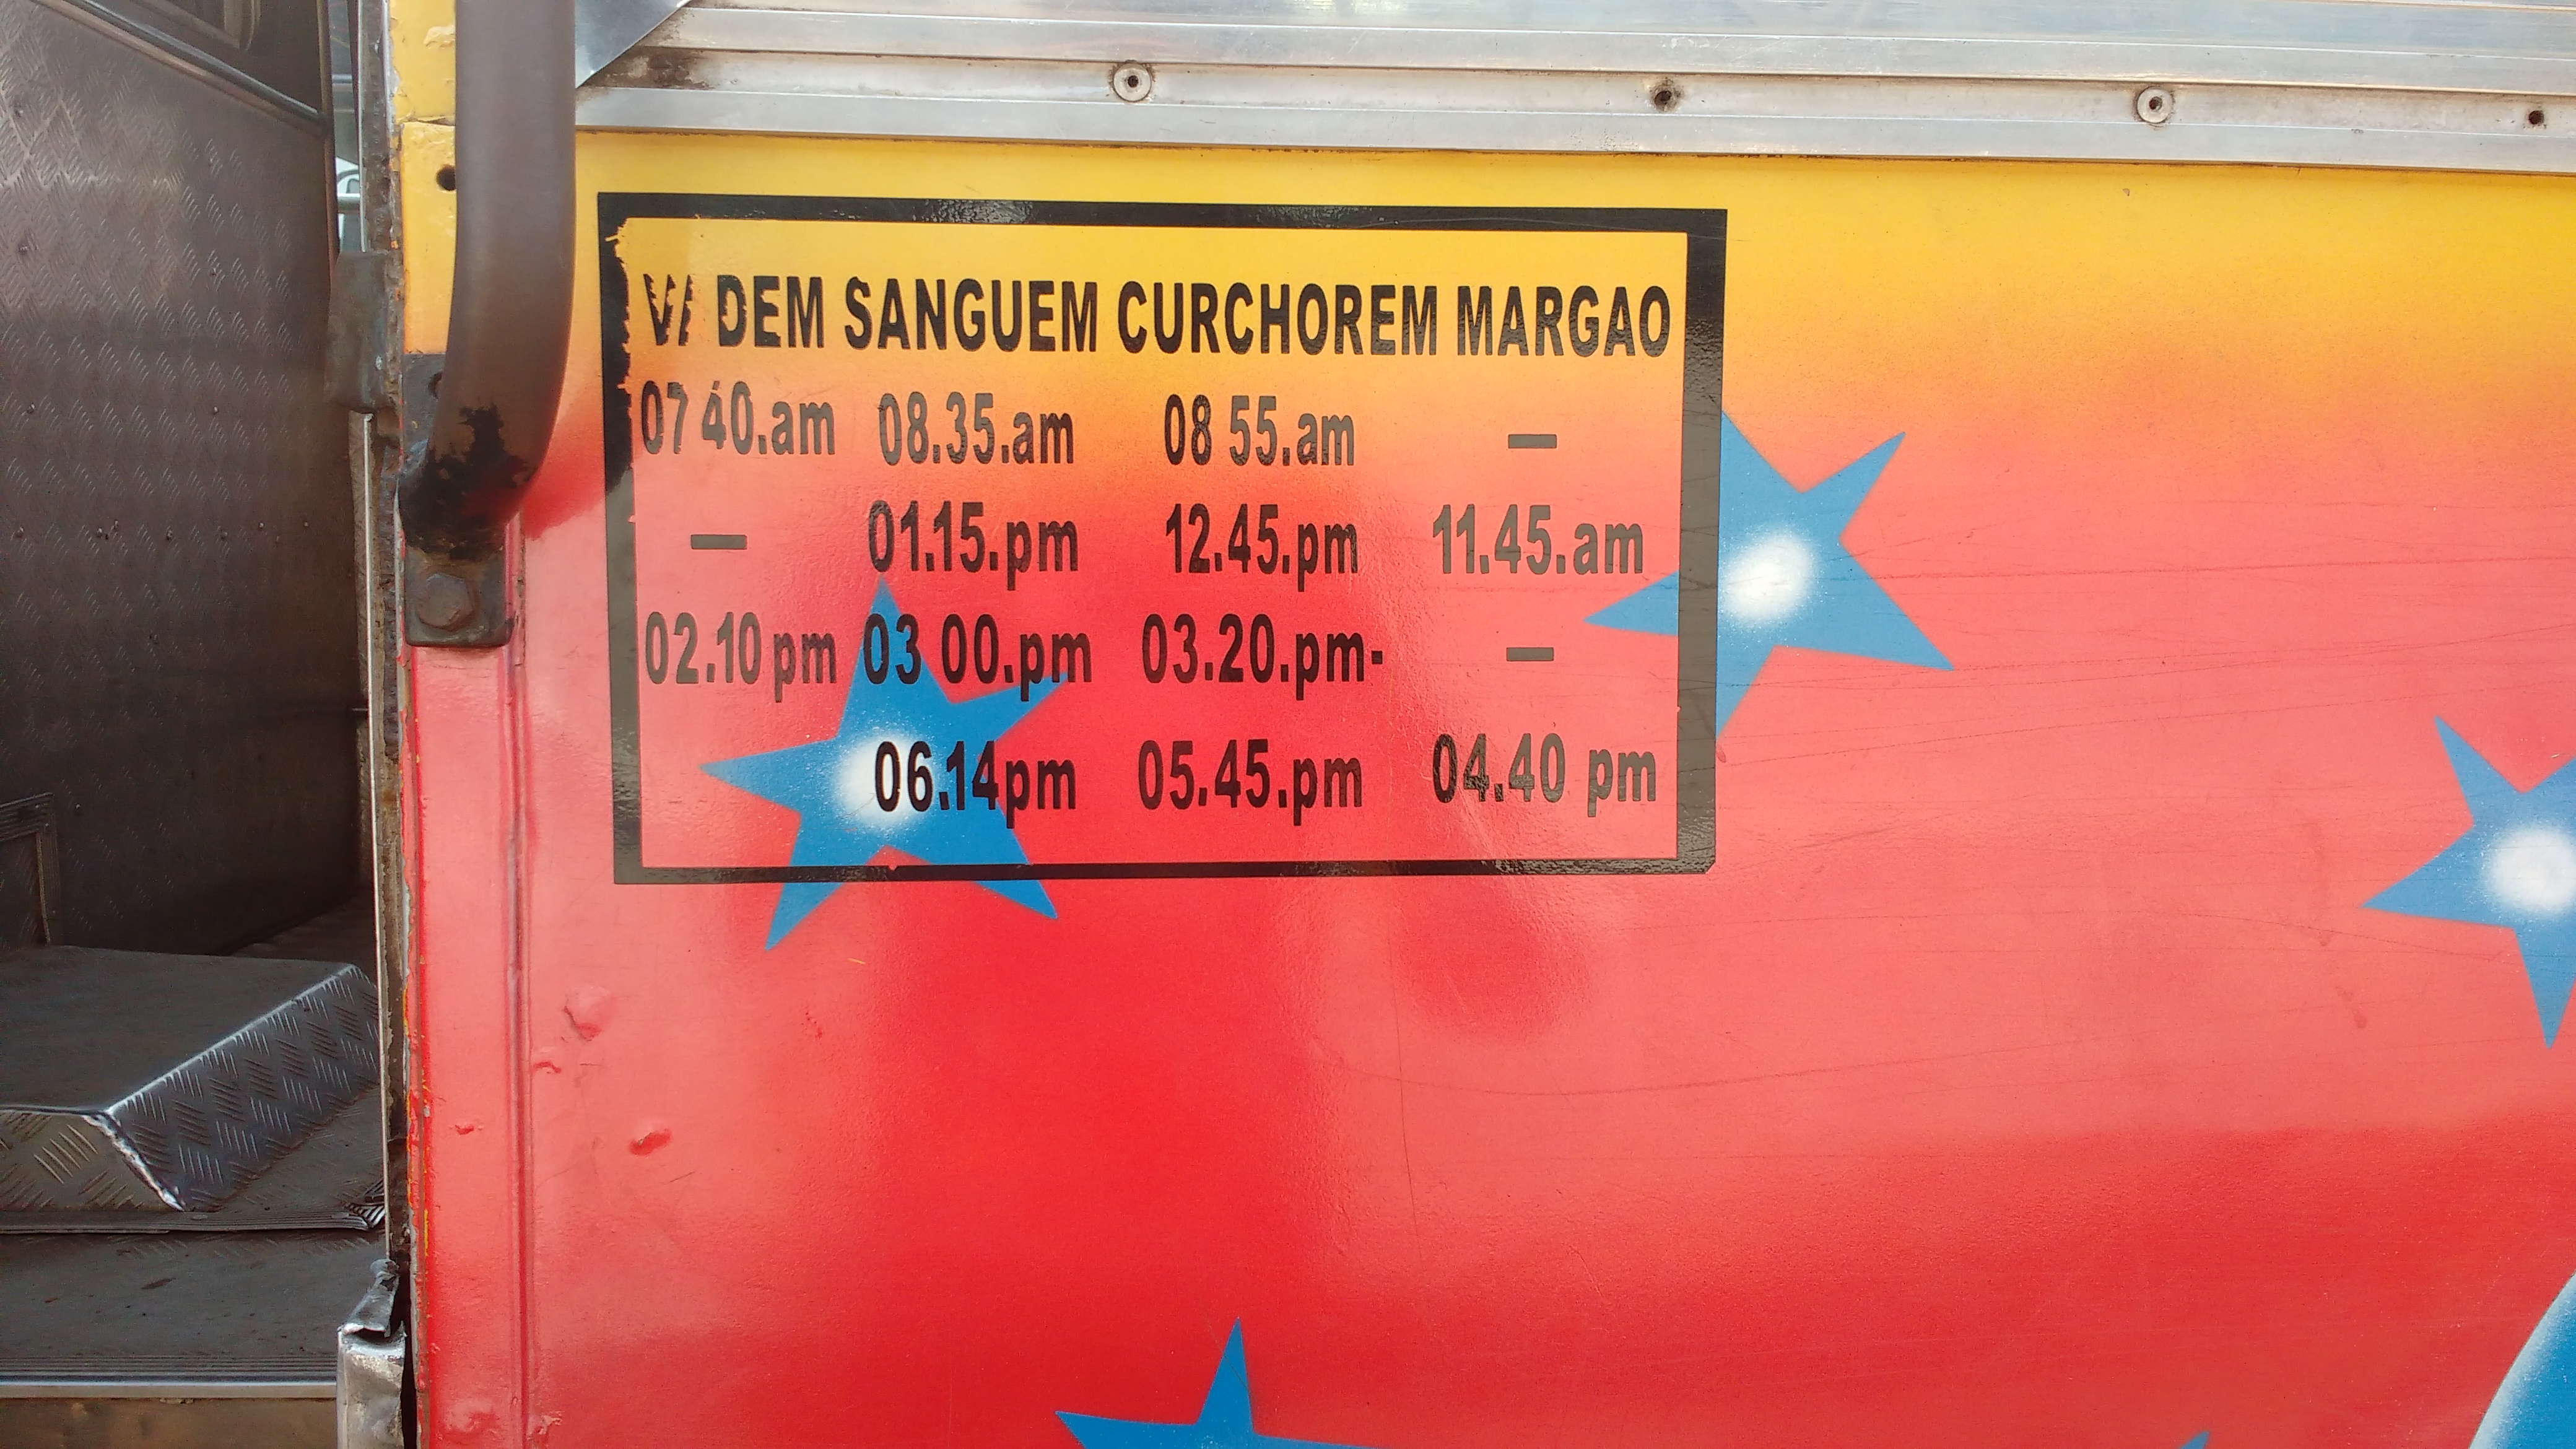 DEM SANGUEM CURCHOREM MARGAO
07 40.am 08.35.am 08 55.am —
— 01.15.pm 12.45.pm 11.45.am
02.10 pm 03 00.pm 03.20.pm- —
06.14pm 05.45.pm 04.40 pm